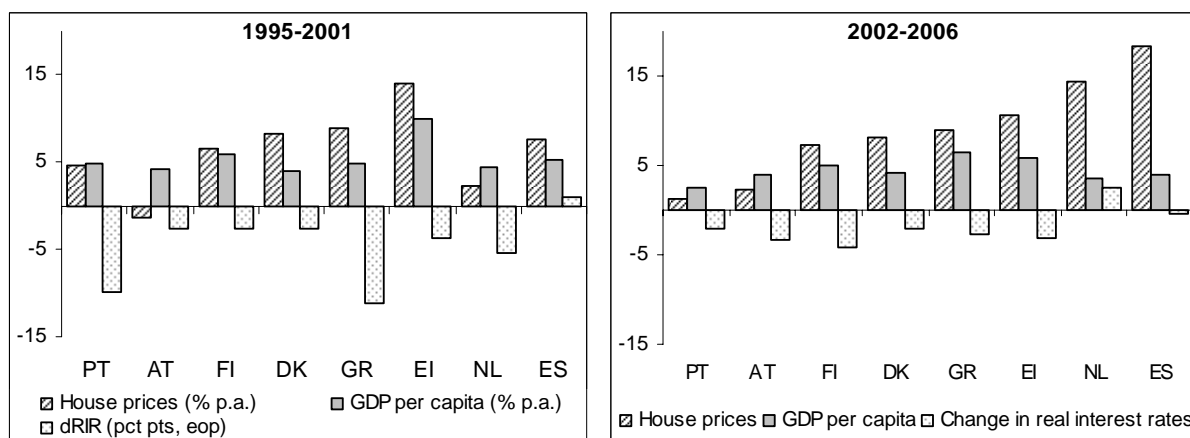 1995-2001
15
5
-5
-15
PT AT FI DK GR EI NL ES
House prices (% p.a.) GDP per capita (% p.a.)
dRIR (pct pts, eop)
2002-2006
15
5
-5
-15
PT AT FI DK GR EI NL ES
House prices GDP per capita Change in real interest rates